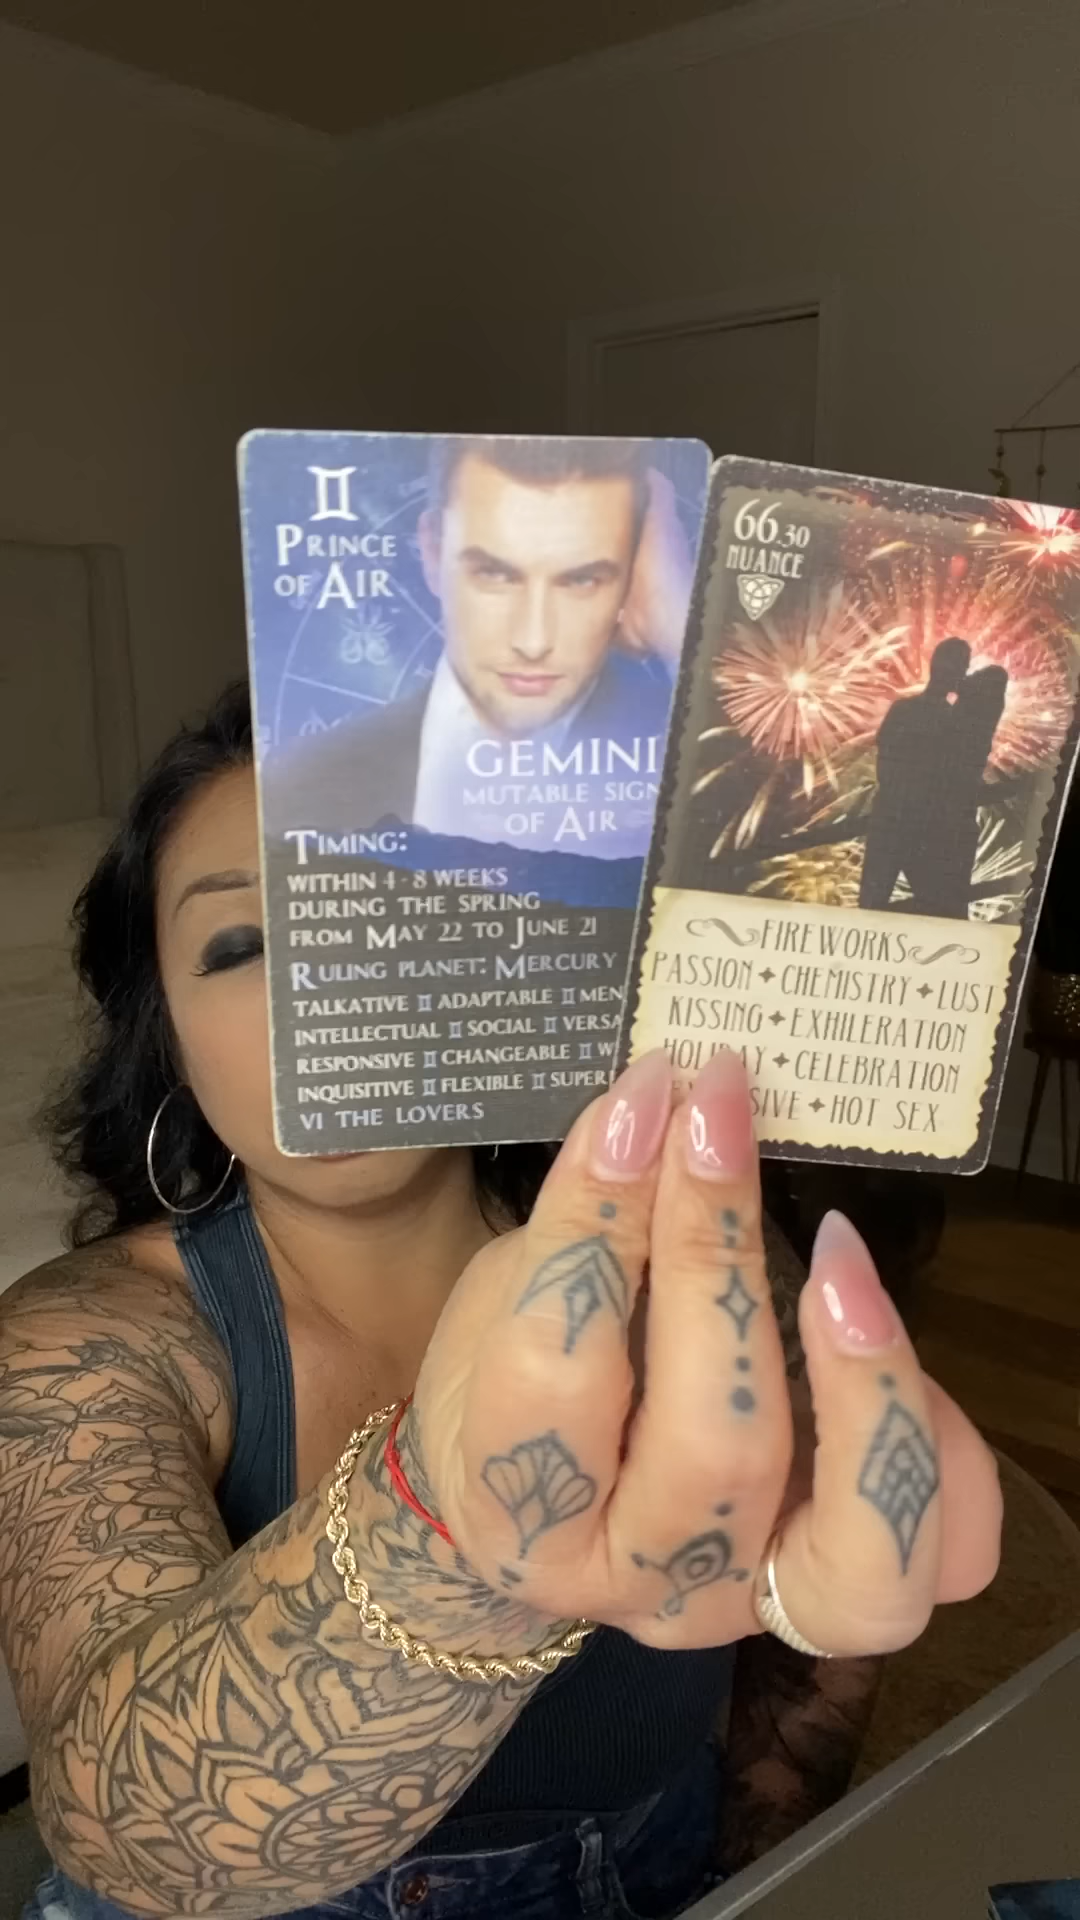 ♊
PRINCE
OF AIR
GEMINI
MUTABLE SIGN
OF AIR
TIMING:
WITHIN 4-8 WEEKS
DURING THE SPRING
FROM MAY 22 TO JUNE 21
RULING PLANET: MERCURY
TALKATIVE ♊ ADAPTABLE ♊
INTELLECTUAL ♊ SOCIAL ♊
RESPONSIVE ♊ CHANGEABLE ♊
INQUISITIVE ♊ FLEXIBLE ♊
VI THE LOVERS
66.30
NUANCE
FIREWORKS
PASSION ✦ CHEMISTRY ✦ LUST
KISSING ✦ EXHILERATION
HOLIDAY ✦ CELEBRATION
✦ HOT SEX